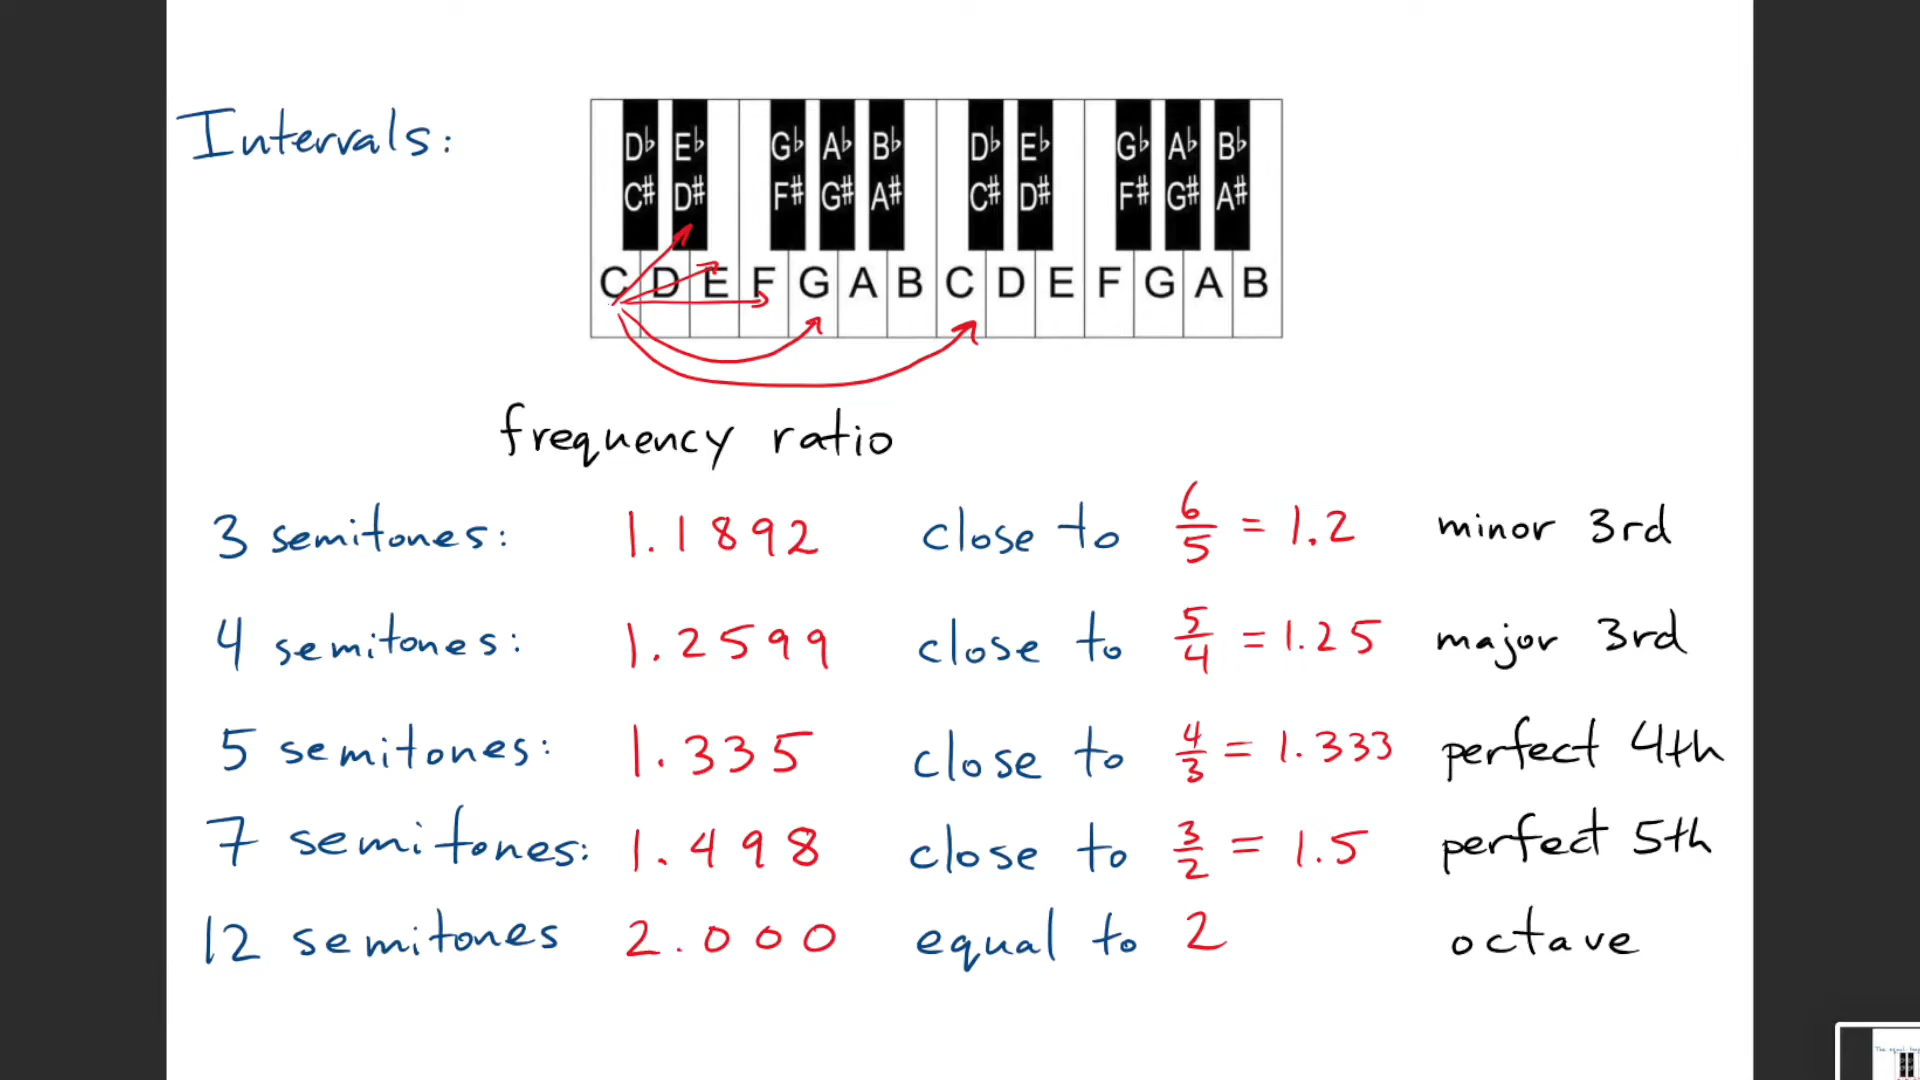 Intervals:
D♭ E♭ G♭ A♭ B♭ D♭ E♭ G♭ A♭ B♭
C# D# F# G# A# C# D# F# G# A#
C D E F G A B C D E F G A B
frequency ratio
3 semitones: 1.1892 close to 6/5 = 1.2 minor 3rd
4 semitones: 1.2599 close to 5/4 = 1.25 major 3rd
5 semitones: 1.335 close to 4/3 = 1.333 perfect 4th
7 semitones: 1.498 close to 3/2 = 1.5 perfect 5th
12 semitones 2.000 equal to 2 octave